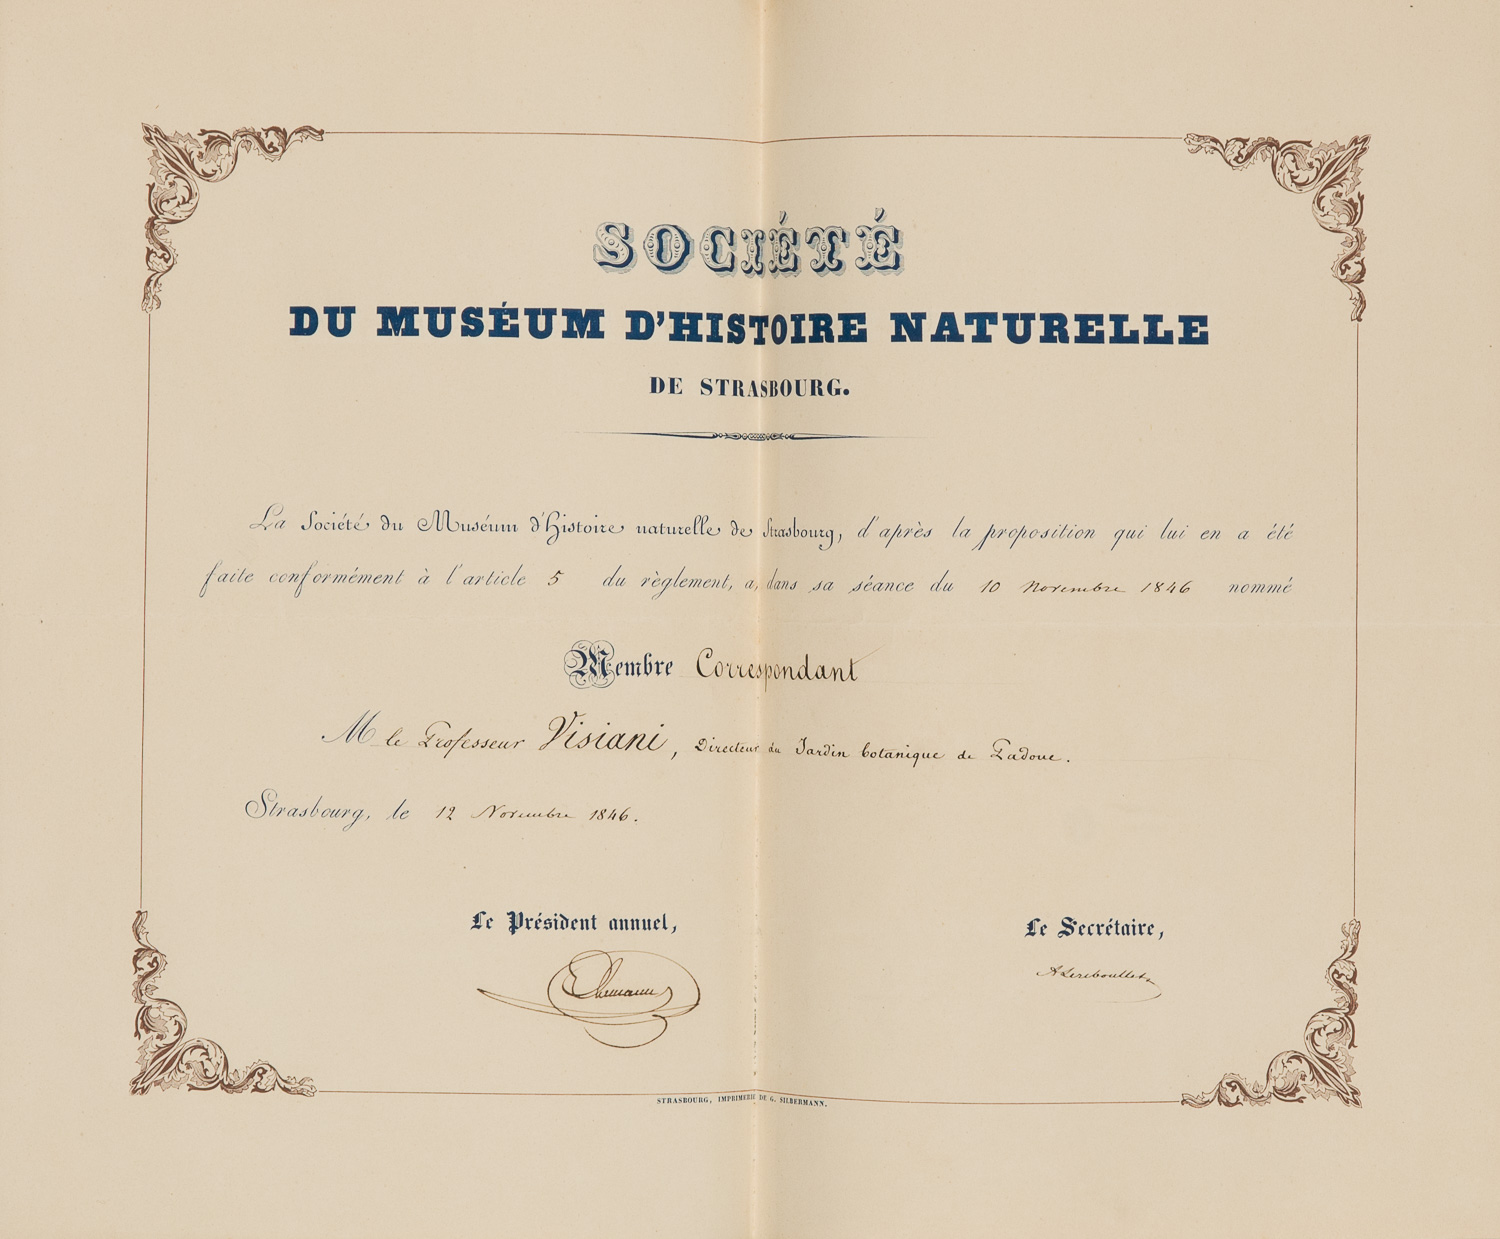 SOCIÉTÉ
DU MUSÉUM D'HISTOIRE NATURELLE
DE STRASBOURG.
La Société du Muséum d'Histoire naturelle de Strasbourg, d'après la proposition qui lui en a été
faite conformément à l'article 5 du règlement, a, dans sa séance du 10 Novembre 1846 nommé
Membre Correspondant
M le Professeur Visiani, Directeur du Jardin botanique de Padoue.
Strasbourg, le 12 Novembre 1846.
Le Président annuel,
Le Secrétaire,
A Lereboullet
STRASBOURG, IMPRIMERIE DE G. SILBERMANN.